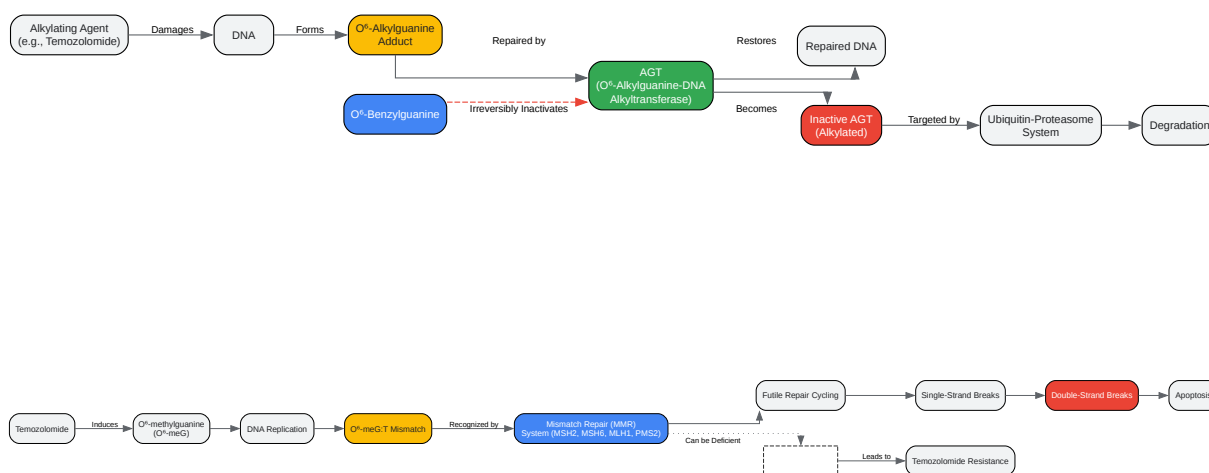 Alkylating Agent
(e.g., Temozolomide)
Damages
DNA
Forms
O⁶-Alkylguanine
Adduct
Repaired by
O⁶-Benzylguanine
Irreversibly Inactivates
AGT
(O⁶-Alkylguanine-DNA
Alkyltransferase)
Restores
Repaired DNA
Becomes
Inactive AGT
(Alkylated)
Targeted by
Ubiquitin-Proteasome
System
Degradation
Temozolomide
Induces
O⁶-methylguanine
(O⁶-meG)
DNA Replication
O⁶-meG:T Mismatch
Recognized by
Mismatch Repair (MMR)
System (MSH2, MSH6, MLH1, PMS2)
Futile Repair Cycling
Single-Strand Breaks
Double-Strand Breaks
Apoptosis
Can be Deficient
Leads to
Temozolomide Resistance